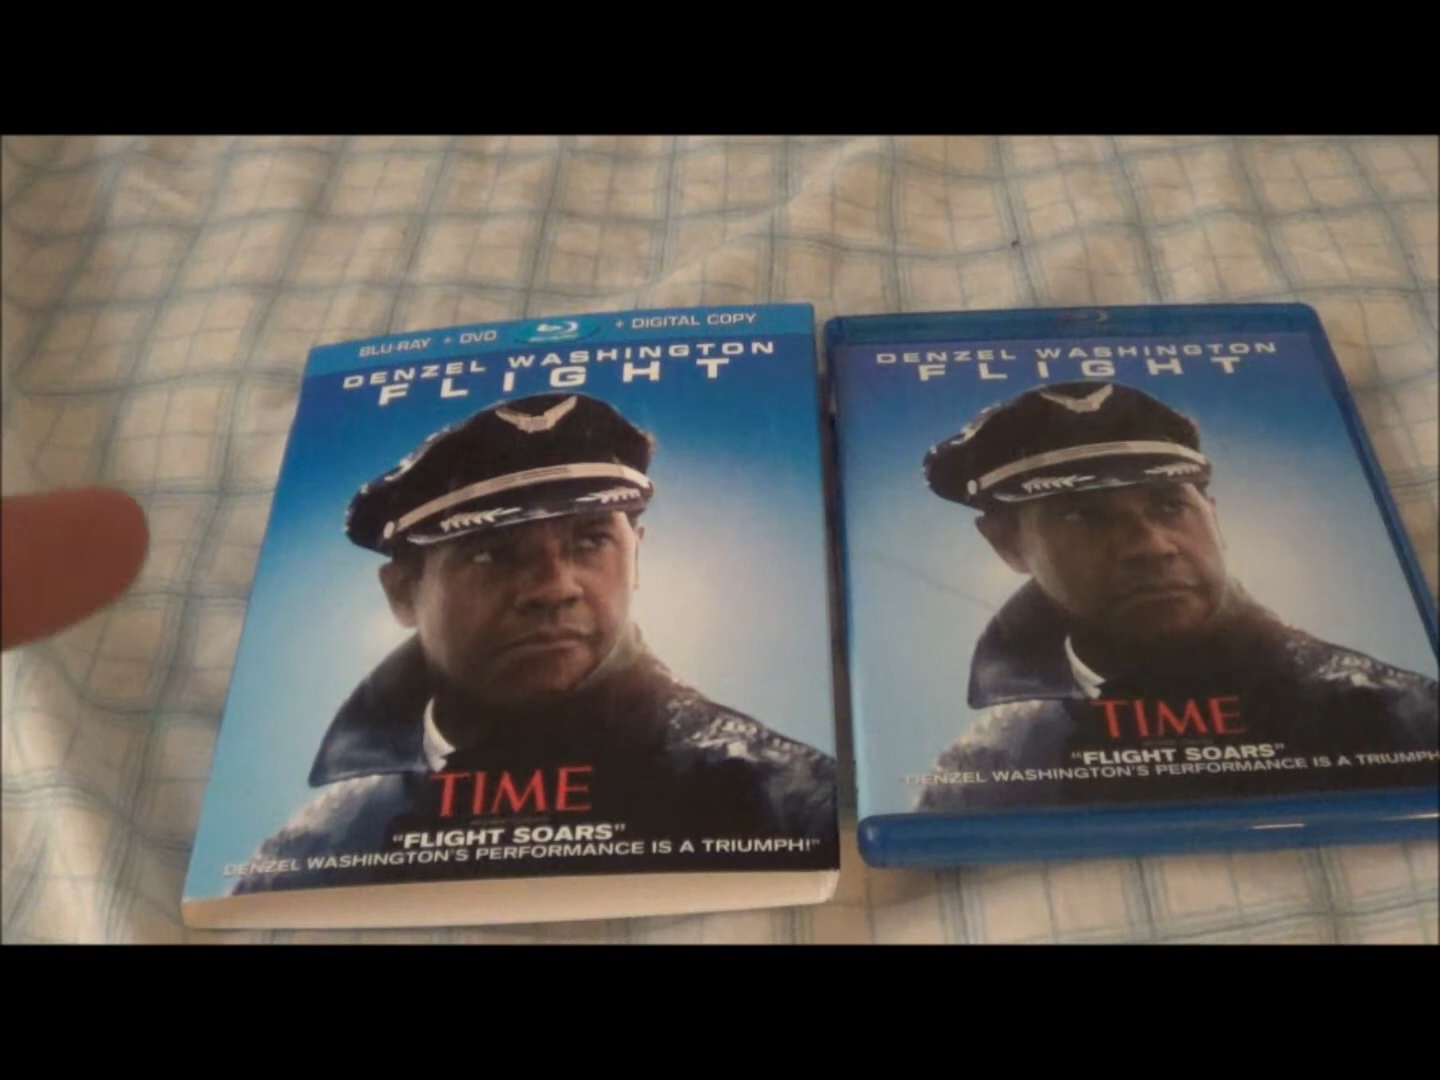 BLU-RAY + DVD + DIGITAL COPY
DENZEL WASHINGTON
FLIGHT
TIME
"FLIGHT SOARS"
DENZEL WASHINGTON'S PERFORMANCE IS A TRIUMPH!"
DENZEL WASHINGTON
FLIGHT
TIME
"FLIGHT SOARS"
"DENZEL WASHINGTON'S PERFORMANCE IS A TRIUMPH